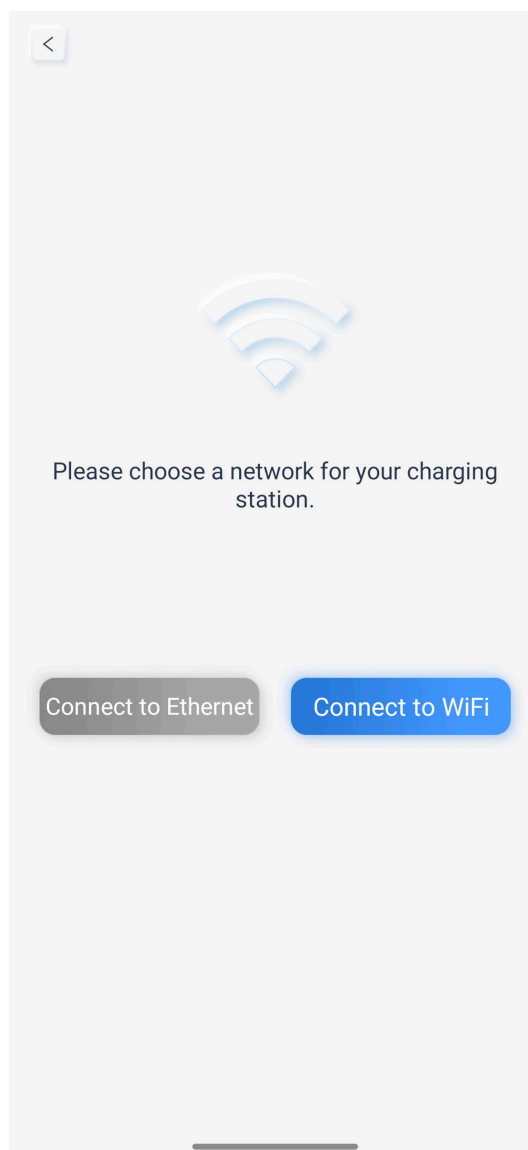 Please choose a network for your charging
station.
Connect to Ethernet
Connect to WiFi